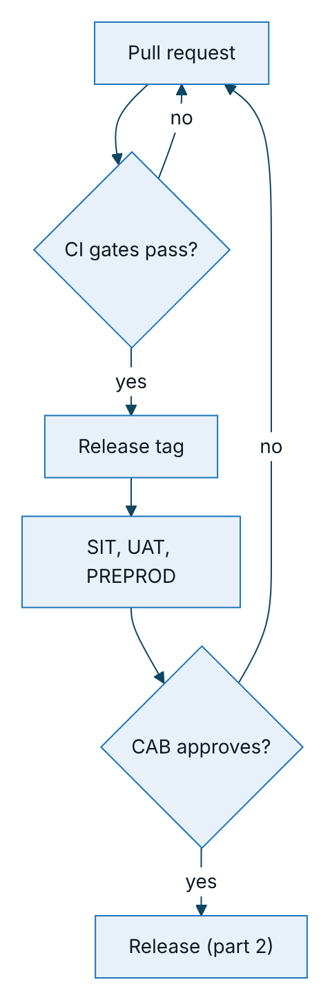 Pull request
no
CI gates pass?
yes
Release tag
no
SIT, UAT,
PREPROD
CAB approves?
yes
Release (part 2)